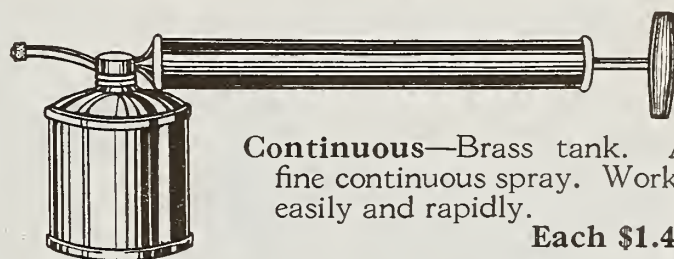 Continuous—Brass tank. A
fine continuous spray. Work
easily and rapidly.
Each $1.4